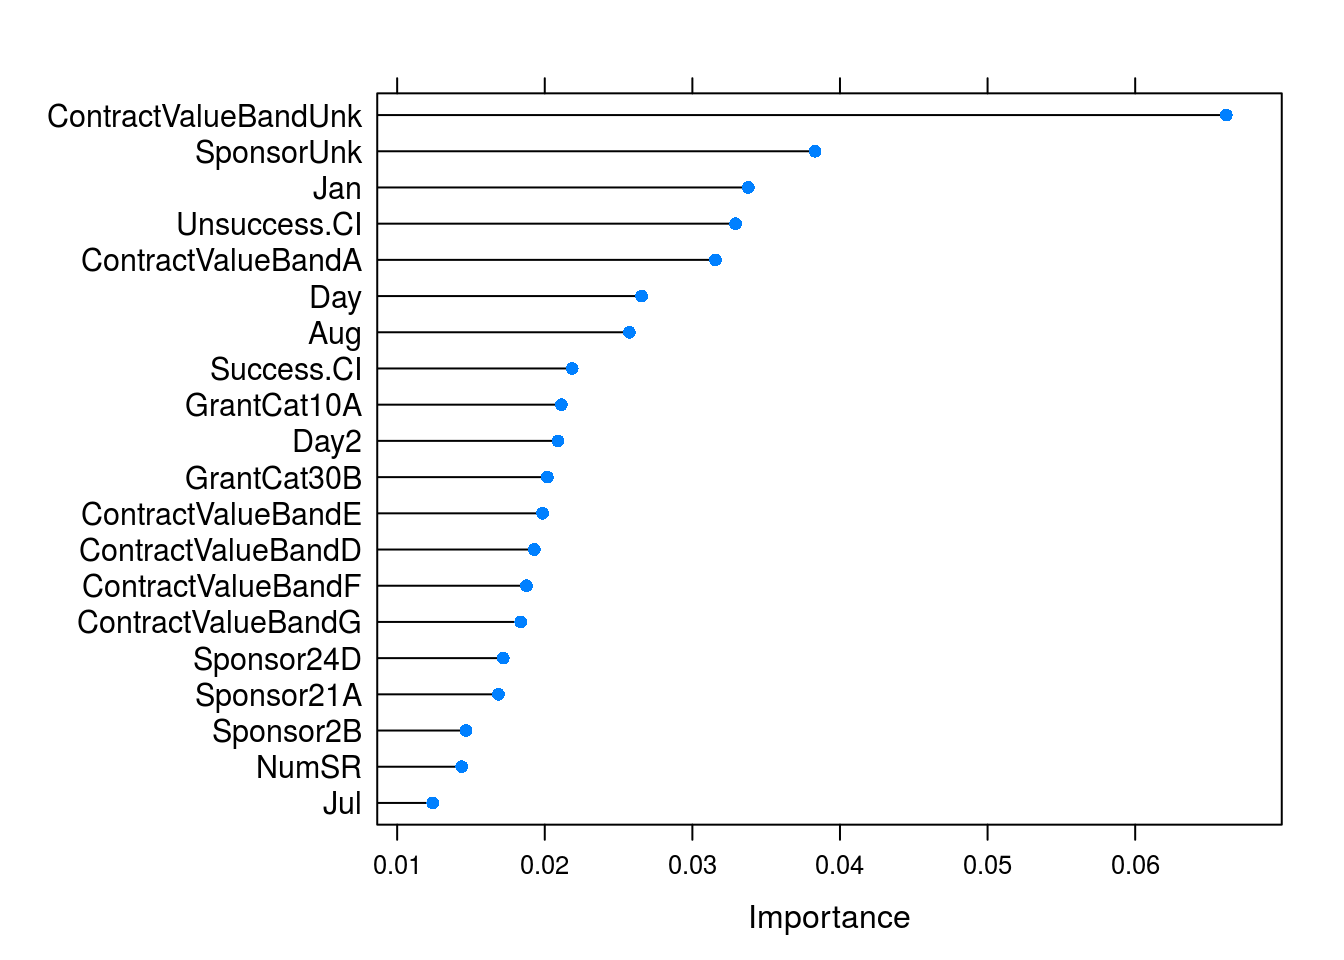 ContractValueBandUnk
SponsorUnk
Jan
Unsuccess.CI
ContractValueBandA
Day
Aug
Success.CI
GrantCat10A
Day2
GrantCat30B
ContractValueBandE
ContractValueBandD
ContractValueBandF
ContractValueBandG
Sponsor24D
Sponsor21A
Sponsor2B
NumSR
Jul
0.01 0.02 0.03 0.04 0.05 0.06
Importance